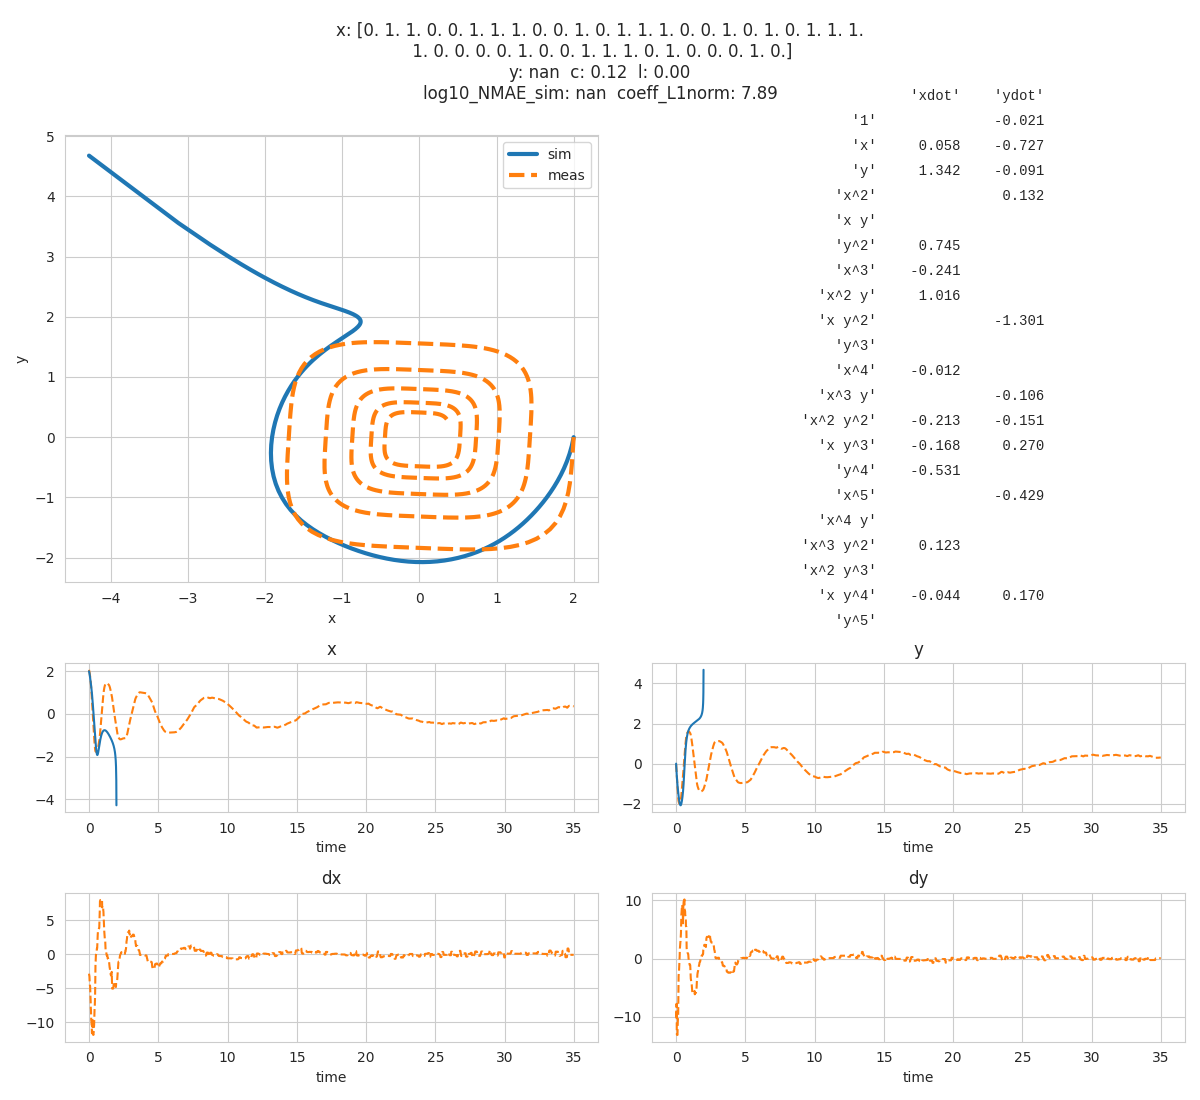 x: [0. 1. 1. 0. 0. 1. 1. 1. 0. 0. 1. 0. 1. 1. 1. 0. 0. 1. 0. 1. 0. 1. 1. 1.
1. 0. 0. 0. 0. 1. 0. 0. 1. 1. 1. 0. 1. 0. 0. 0. 0. 1. 0.]
y: nan  c: 0.12  l: 0.00
log10_NMAE_sim: nan  coeff_L1norm: 7.89
'xdot' 'ydot'
'1' -0.021
'x' 0.058 -0.727
'y' 1.342 -0.091
'x^2' 0.132
'x y'
'y^2' 0.745
'x^3' -0.241
'x^2 y' 1.016
'x y^2' -1.301
'y^3'
'x^4' -0.012
'x^3 y' -0.106
'x^2 y^2' -0.213 -0.151
'x y^3' -0.168 0.270
'y^4' -0.531
'x^5' -0.429
'x^4 y'
'x^3 y^2' 0.123
'x^2 y^3'
'x y^4' -0.044 0.170
'y^5'
sim
meas
5
4
3
2
1
0
−1
−2
y
−4 −3 −2 −1 0 1 2
x
x
2
0
−2
−4
0 5 10 15 20 25 30 35
time
y
4
2
0
−2
0 5 10 15 20 25 30 35
time
dx
5
0
−5
−10
0 5 10 15 20 25 30 35
time
dy
10
0
−10
0 5 10 15 20 25 30 35
time